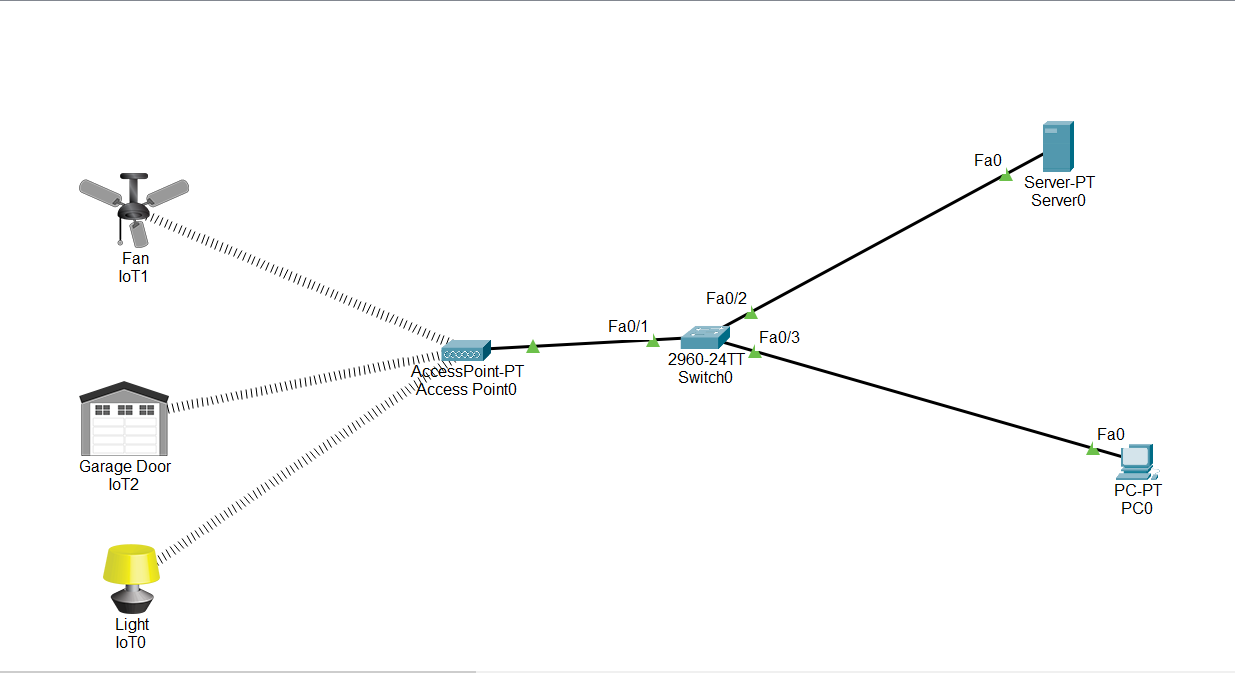 Fa0
Server-PT
Server0
Fan
IoT1
Fa0/2
Fa0/1
Fa0/3
2960-24TT
Switch0
AccessPoint-PT
Access Point0
Fa0
Garage Door
IoT2
PC-PT
PC0
Light
IoT0